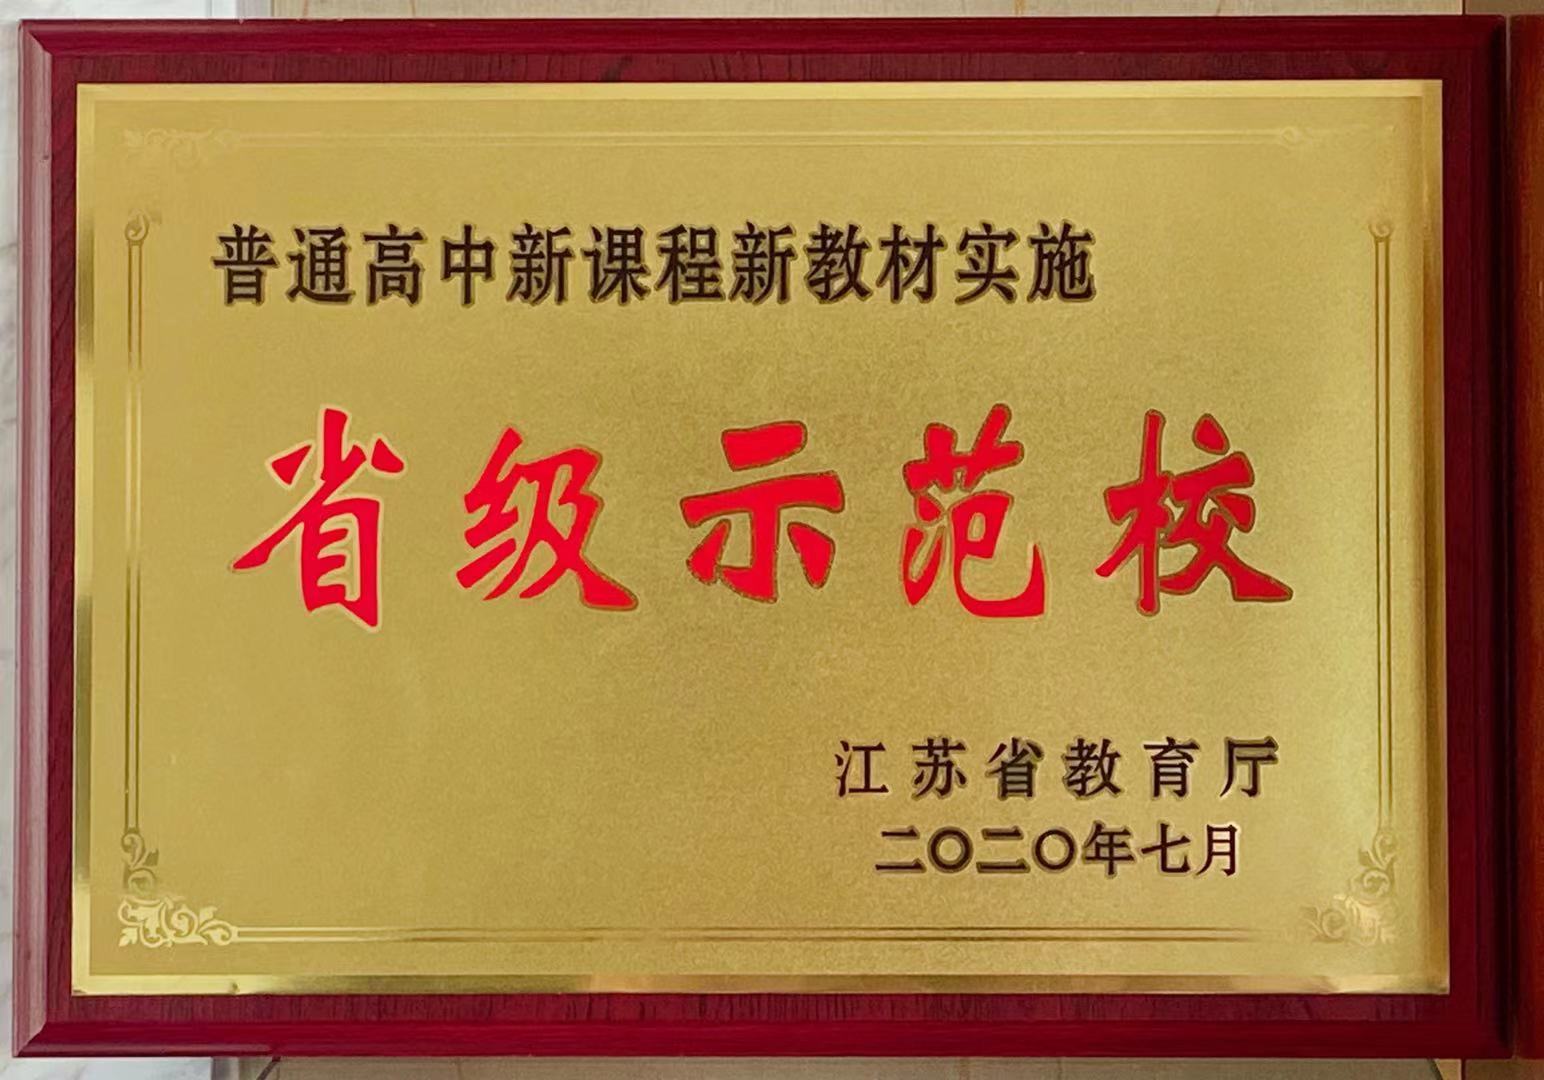 普通高中新课程新教材实施
省级示范校
江苏省教育厅
二〇二〇年七月